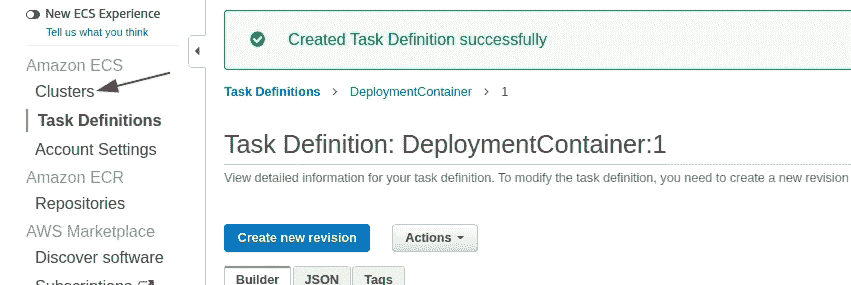 New ECS Experience
Tell us what you think
Amazon ECS
Clusters
Task Definitions
Account Settings
Amazon ECR
Repositories
AWS Marketplace
Discover software
Subscriptions
Created Task Definition successfully
Task Definitions > DeploymentContainer > 1
Task Definition: DeploymentContainer:1
View detailed information for your task definition. To modify the task definition, you need to create a new revision
Create new revision Actions
Builder JSON Tags